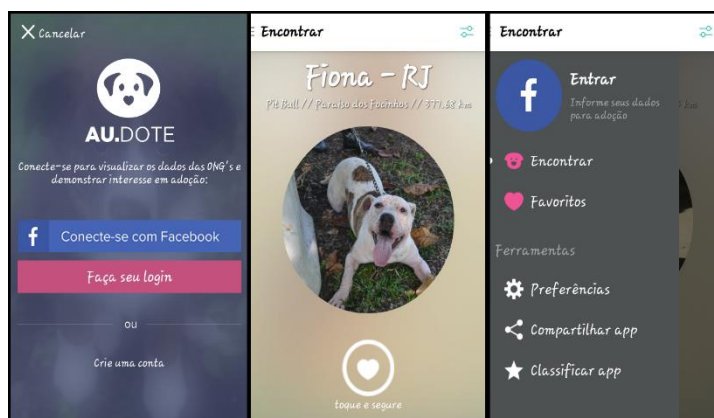 Cancelar
AU.DOTE
Conecte-se para visualizar os dados das ONG's e
demonstrar interesse em adoção:
f Conecte-se com Facebook
Faça seu login
ou
Crie uma conta
Encontrar
Fiona - RJ
Pit Bull // Paraíso dos Focinhos // 377,68 km
toque e segure
Encontrar
f
Entrar
Informe seus dados
para adoção
Encontrar
Favoritos
Ferramentas
Preferências
Compartilhar app
Classificar app